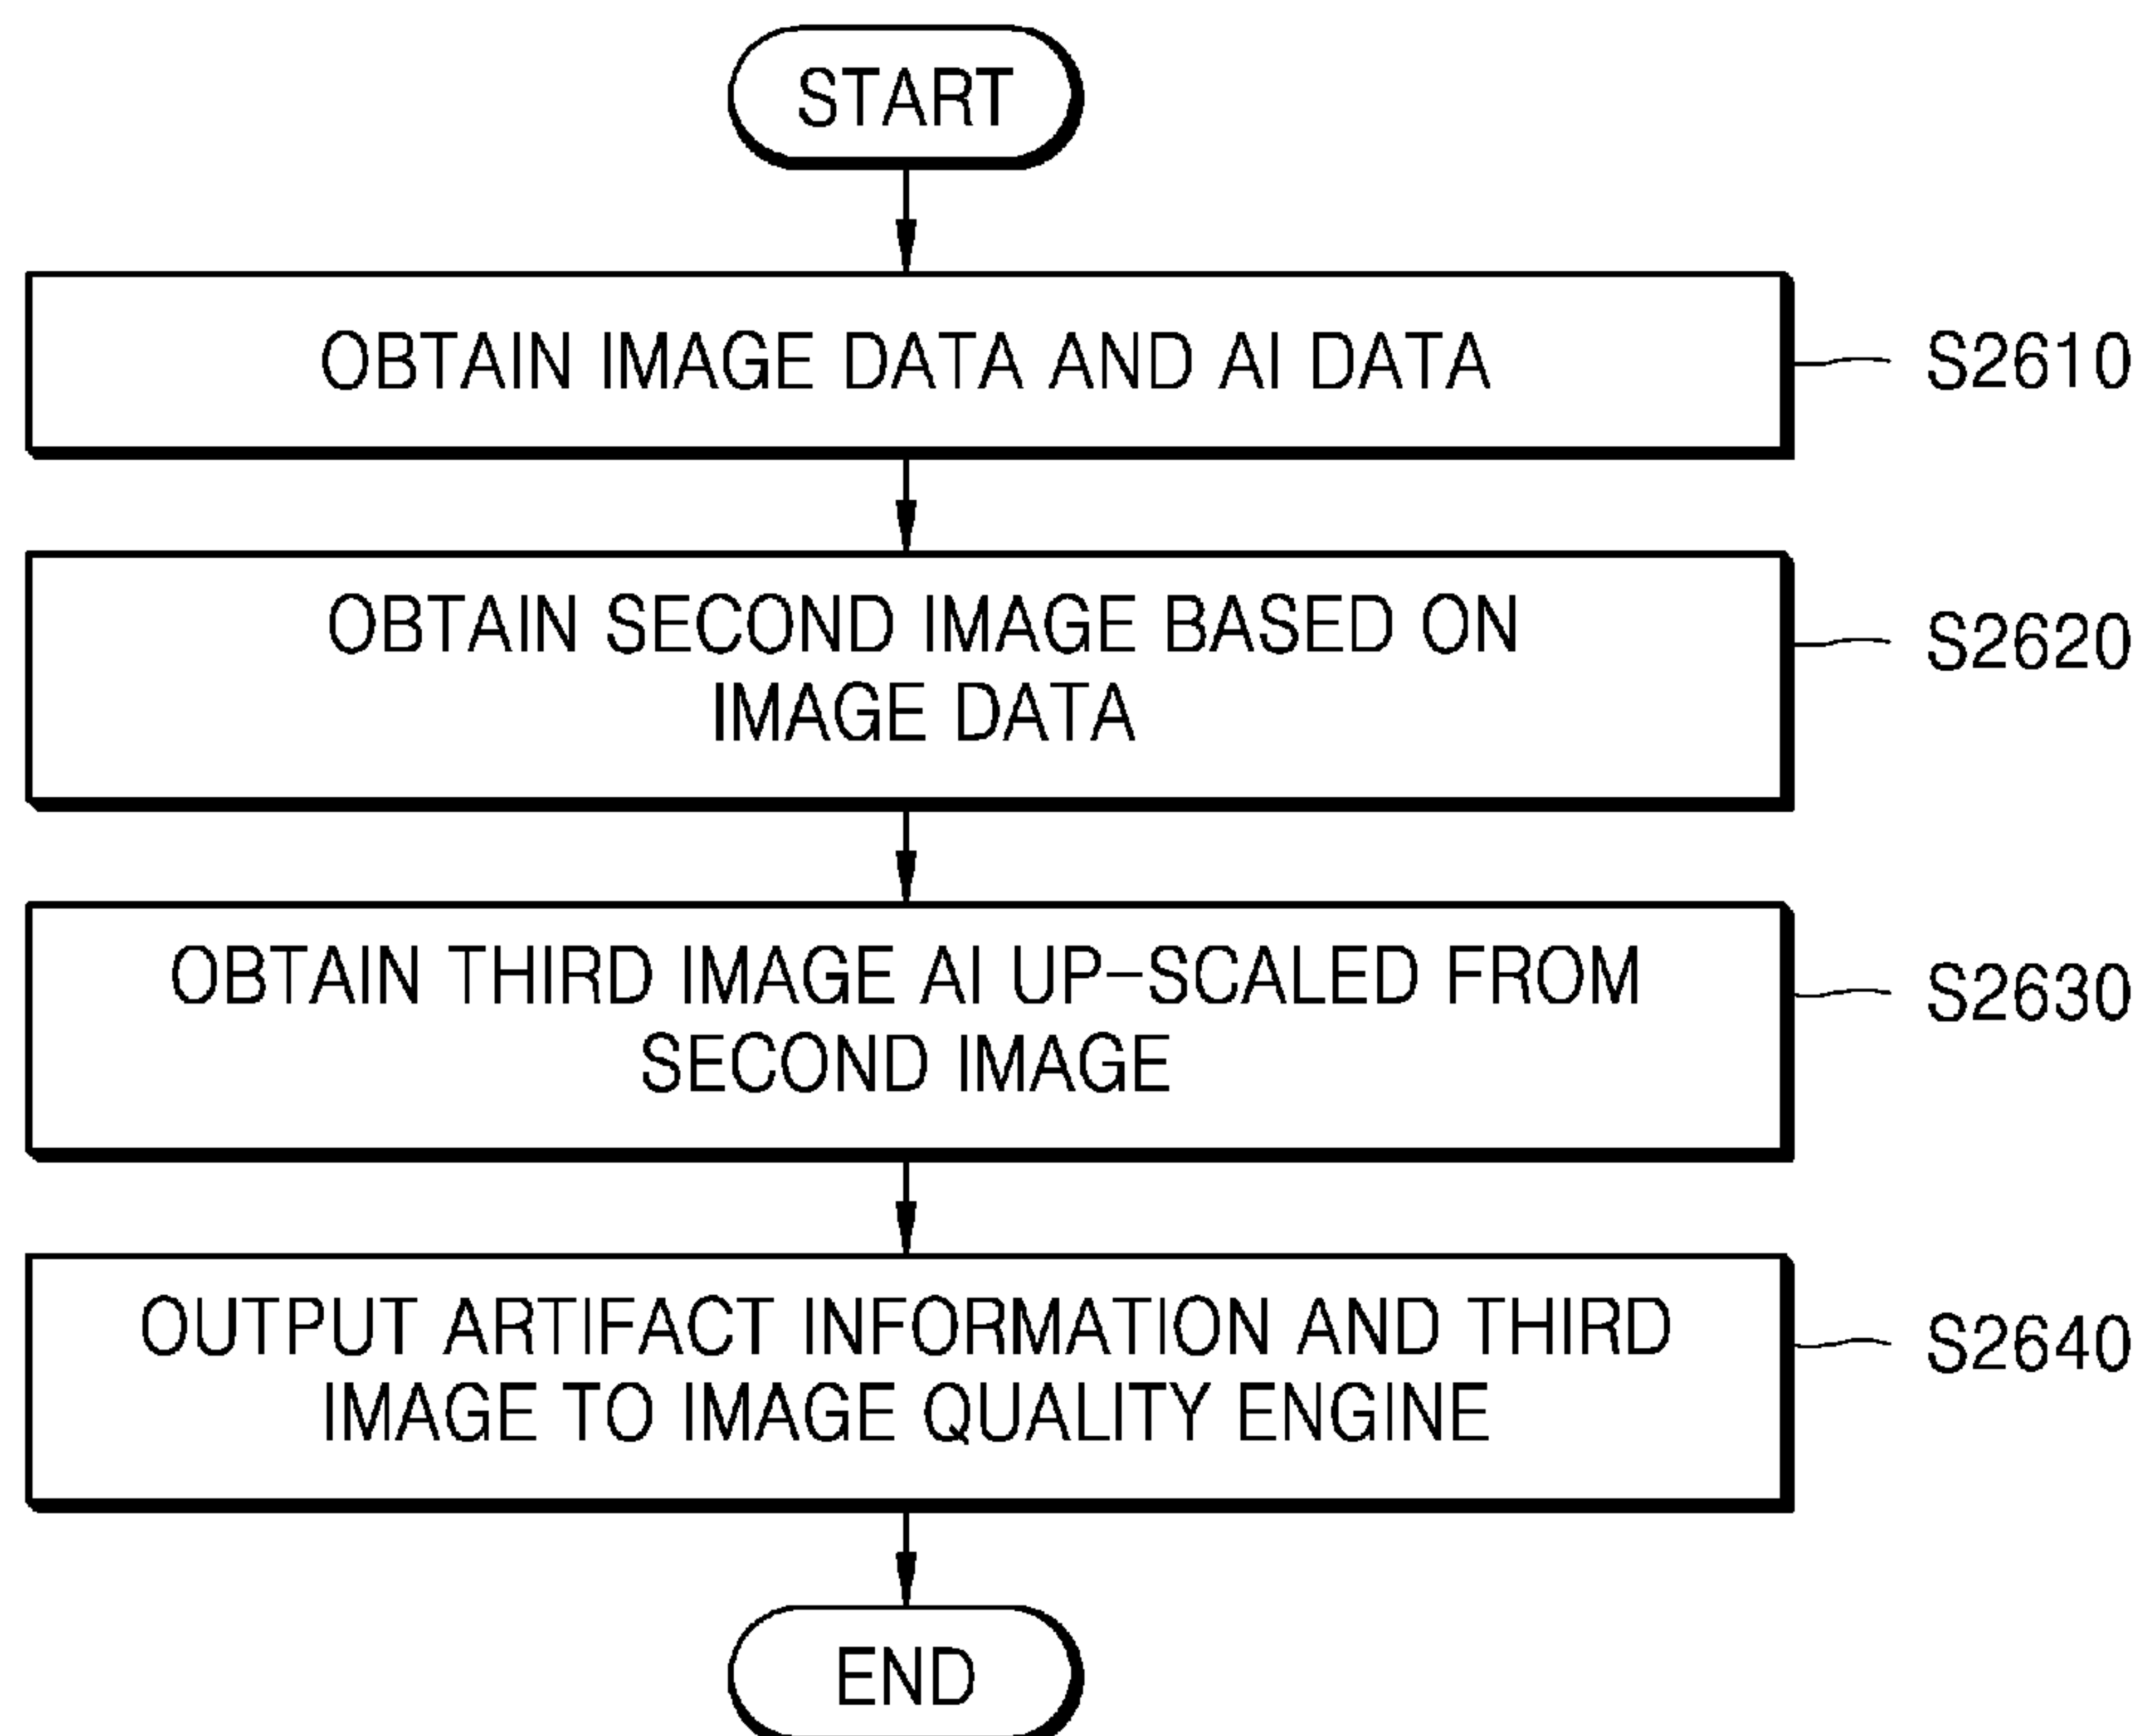 START
OBTAIN IMAGE DATA AND AI DATA
S2610
OBTAIN SECOND IMAGE BASED ON
IMAGE DATA
S2620
OBTAIN THIRD IMAGE AI UP-SCALED FROM
SECOND IMAGE
S2630
OUTPUT ARTIFACT INFORMATION AND THIRD
IMAGE TO IMAGE QUALITY ENGINE
S2640
END